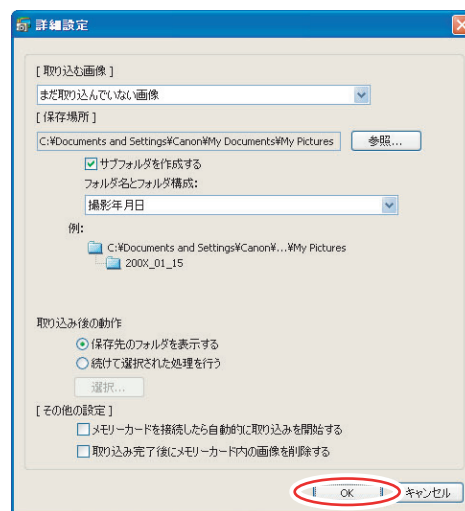 詳細設定
[ 取り込む画像 ]
まだ取り込んでいない画像
[ 保存場所 ]
C:¥Documents and Settings¥Canon¥My Documents¥My Pictures 参照...
サブフォルダを作成する
フォルダ名とフォルダ構成:
撮影年月日
例:
C:¥Documents and Settings¥Canon¥...¥My Pictures
200X_01_15
取り込み後の動作
保存先のフォルダを表示する
続けて選択された処理を行う
選択...
[ その他の設定 ]
メモリーカードを接続したら自動的に取り込みを開始する
取り込み完了後にメモリーカード内の画像を削除する
OK キャンセル